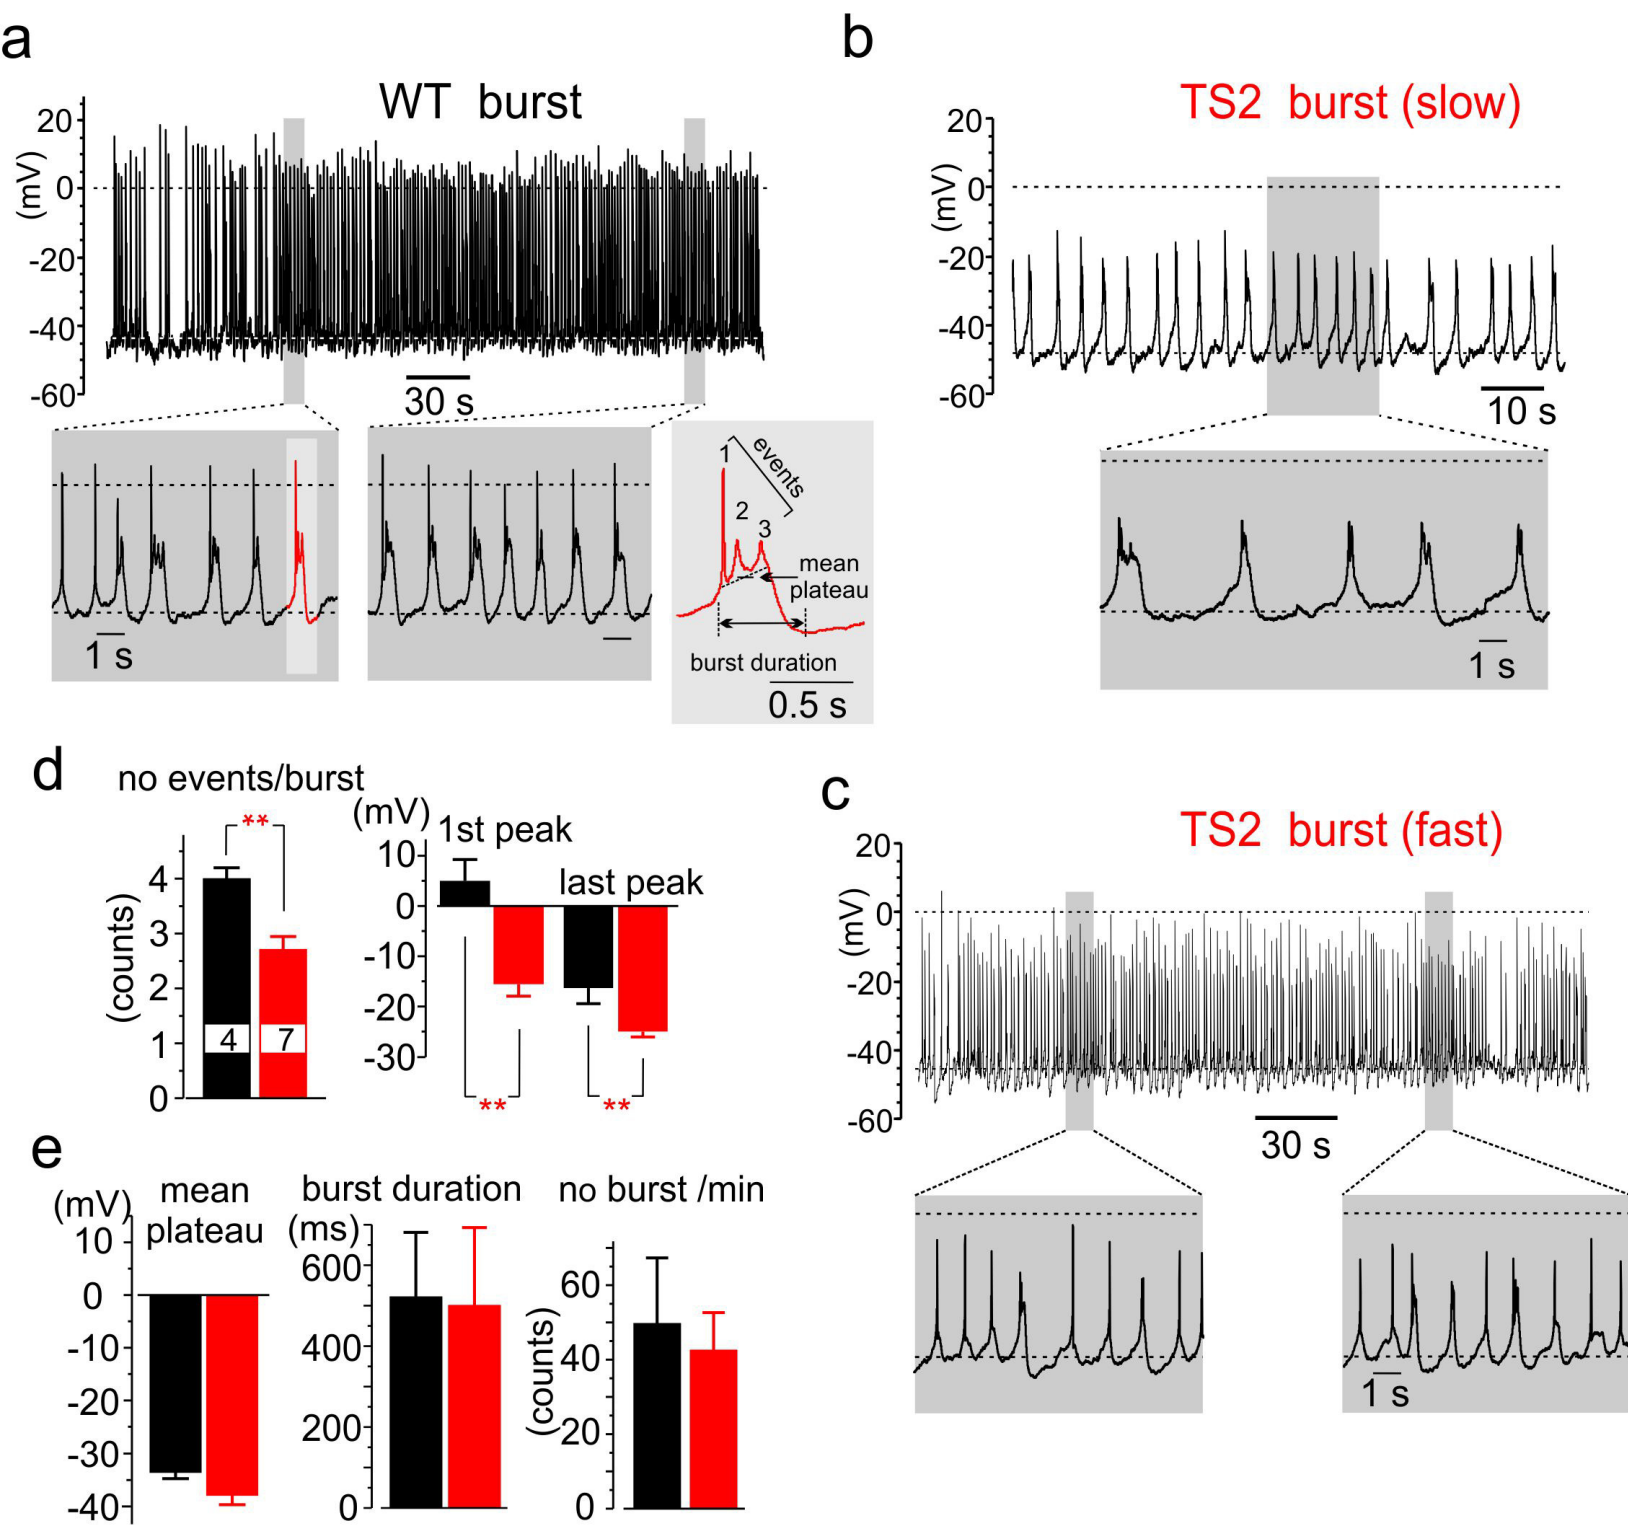 a
WT burst
20
0
-20
-40
-60
(mV)
30 s
1 s
1
2
3
events
mean
plateau
burst duration
0.5 s
b
TS2 burst (slow)
20
0
-20
-40
-60
(mV)
10 s
1 s
c
TS2 burst (fast)
20
0
-20
-40
-60
(mV)
30 s
1 s
d
no events/burst
**
4
3
2
1
0
(counts)
4
7
(mV)
1st peak
last peak
10
0
-10
-20
-30
**
**
e
(mV)
mean
plateau
10
0
-10
-20
-30
-40
burst duration
(ms)
600
400
200
0
no burst /min
60
40
20
0
(counts)